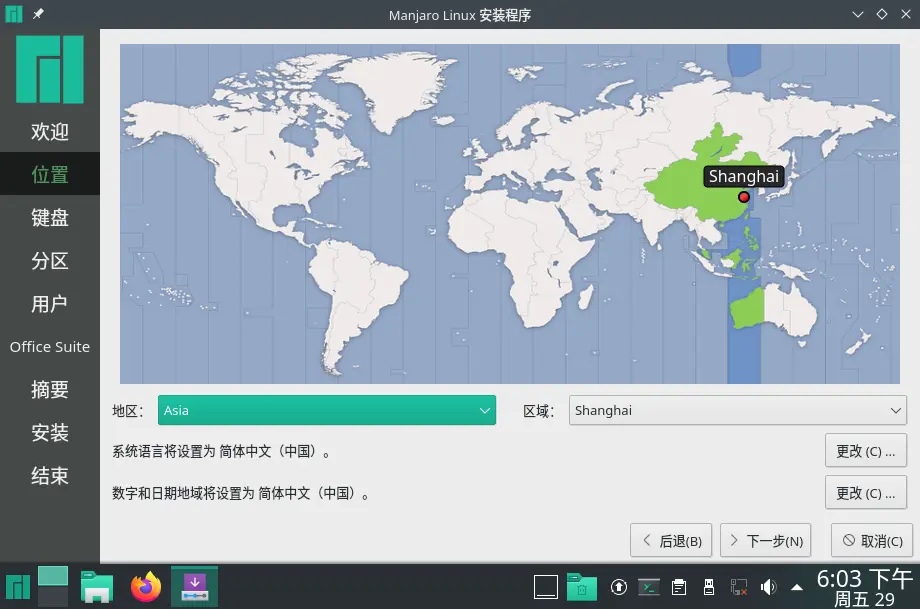 Manjaro Linux 安装程序
欢迎
位置
键盘
分区
用户
Office Suite
摘要
安装
结束
Shanghai
地区： Asia 区域： Shanghai
系统语言将设置为 简体中文（中国）。 更改 (C) ...
数字和日期地域将设置为 简体中文（中国）。 更改 (C) ...
后退(B) 下一步(N) 取消(C)
6:03 下午
周五 29